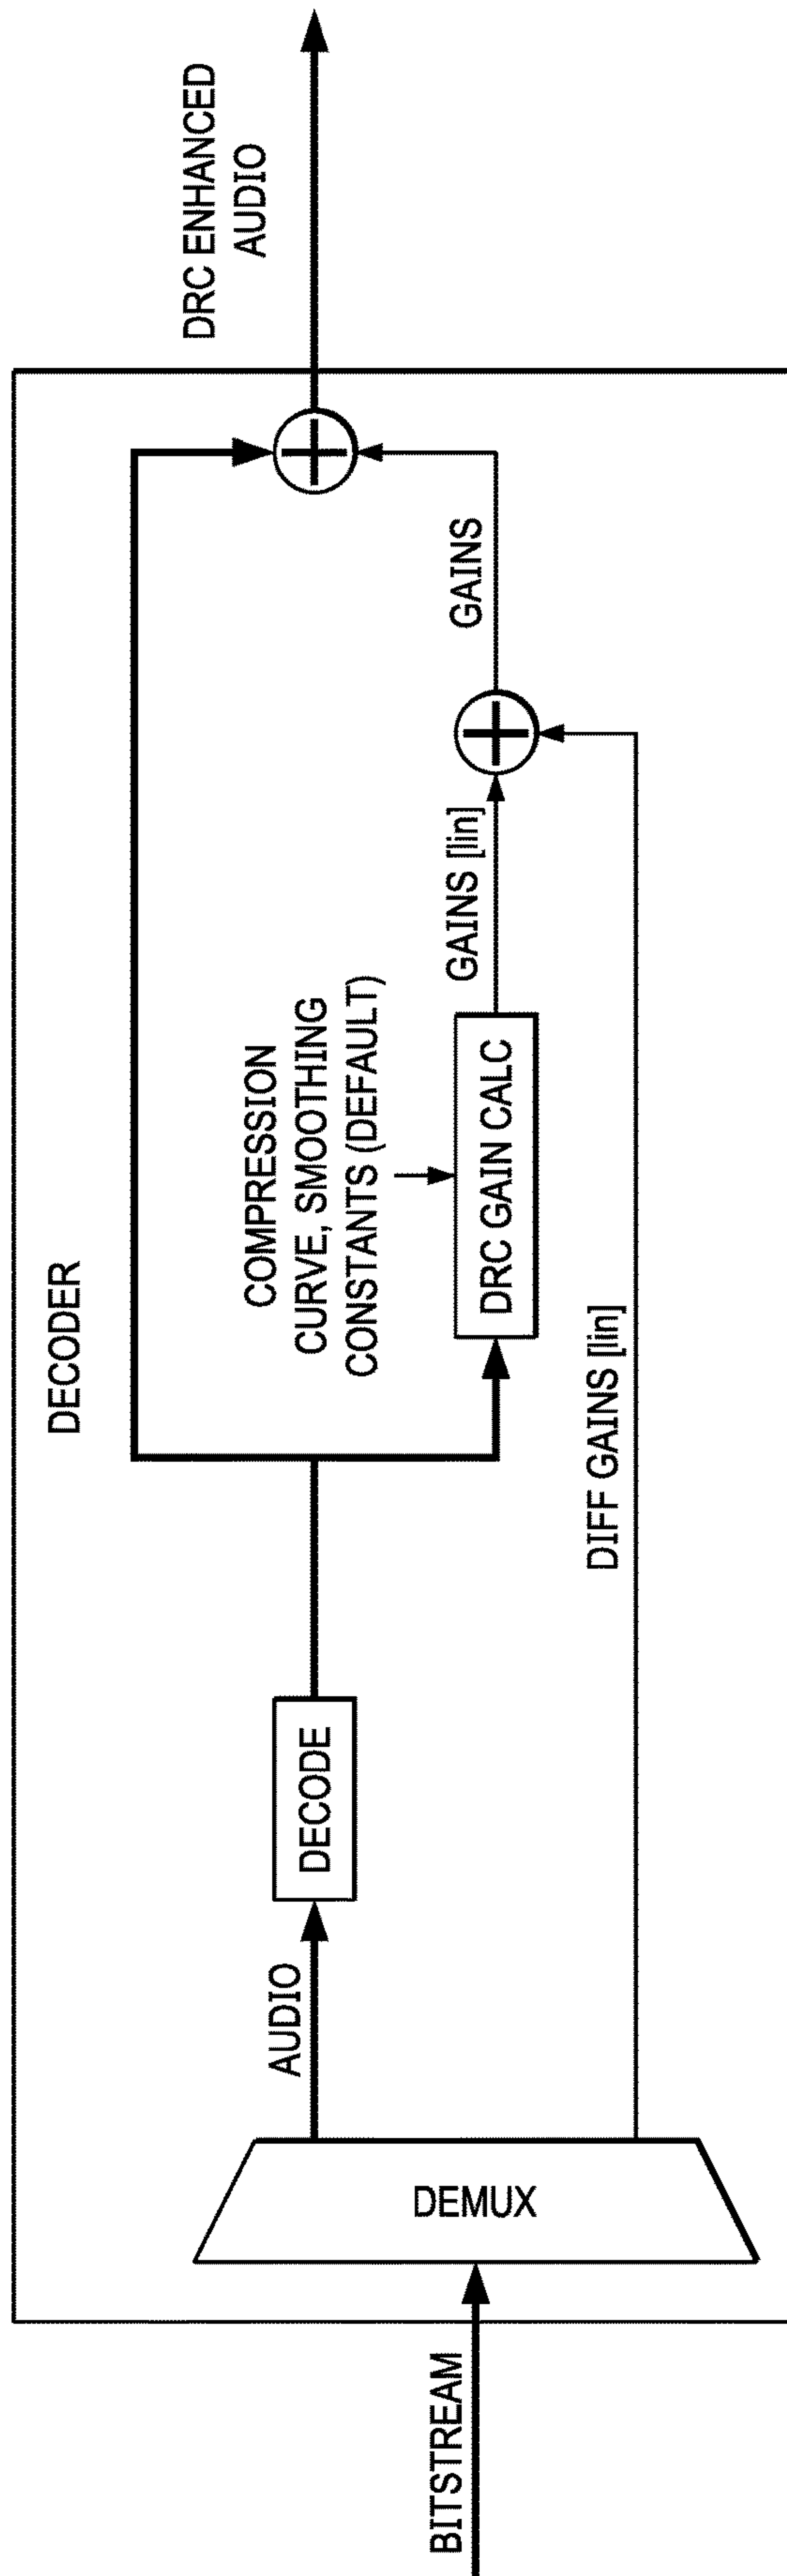 BITSTREAM
DEMUX
AUDIO
DECODE
DECODER
COMPRESSION
CURVE, SMOOTHING
CONSTANTS (DEFAULT)
DRC GAIN CALC
GAINS [lin]
DIFF GAINS [lin]
GAINS
DRC ENHANCED
AUDIO